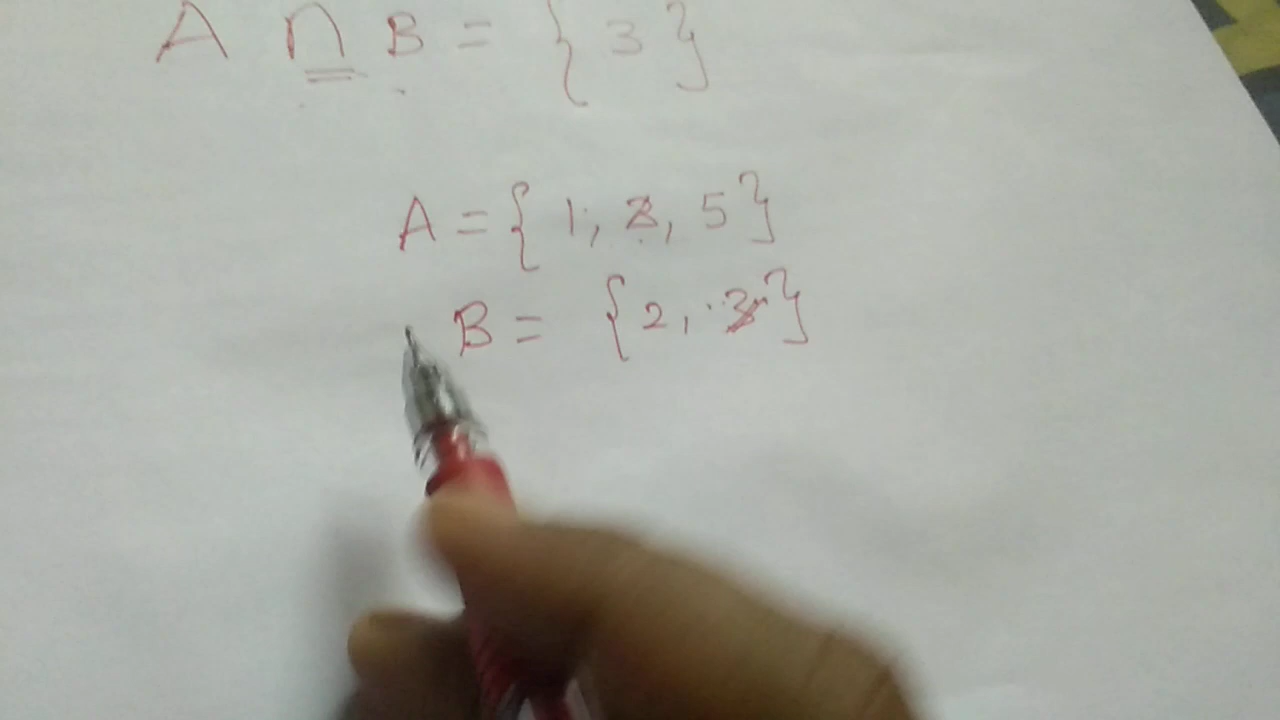 A ∩ B = { 3 }
A = { 1, 3, 5 }
B = { 2, 3 }